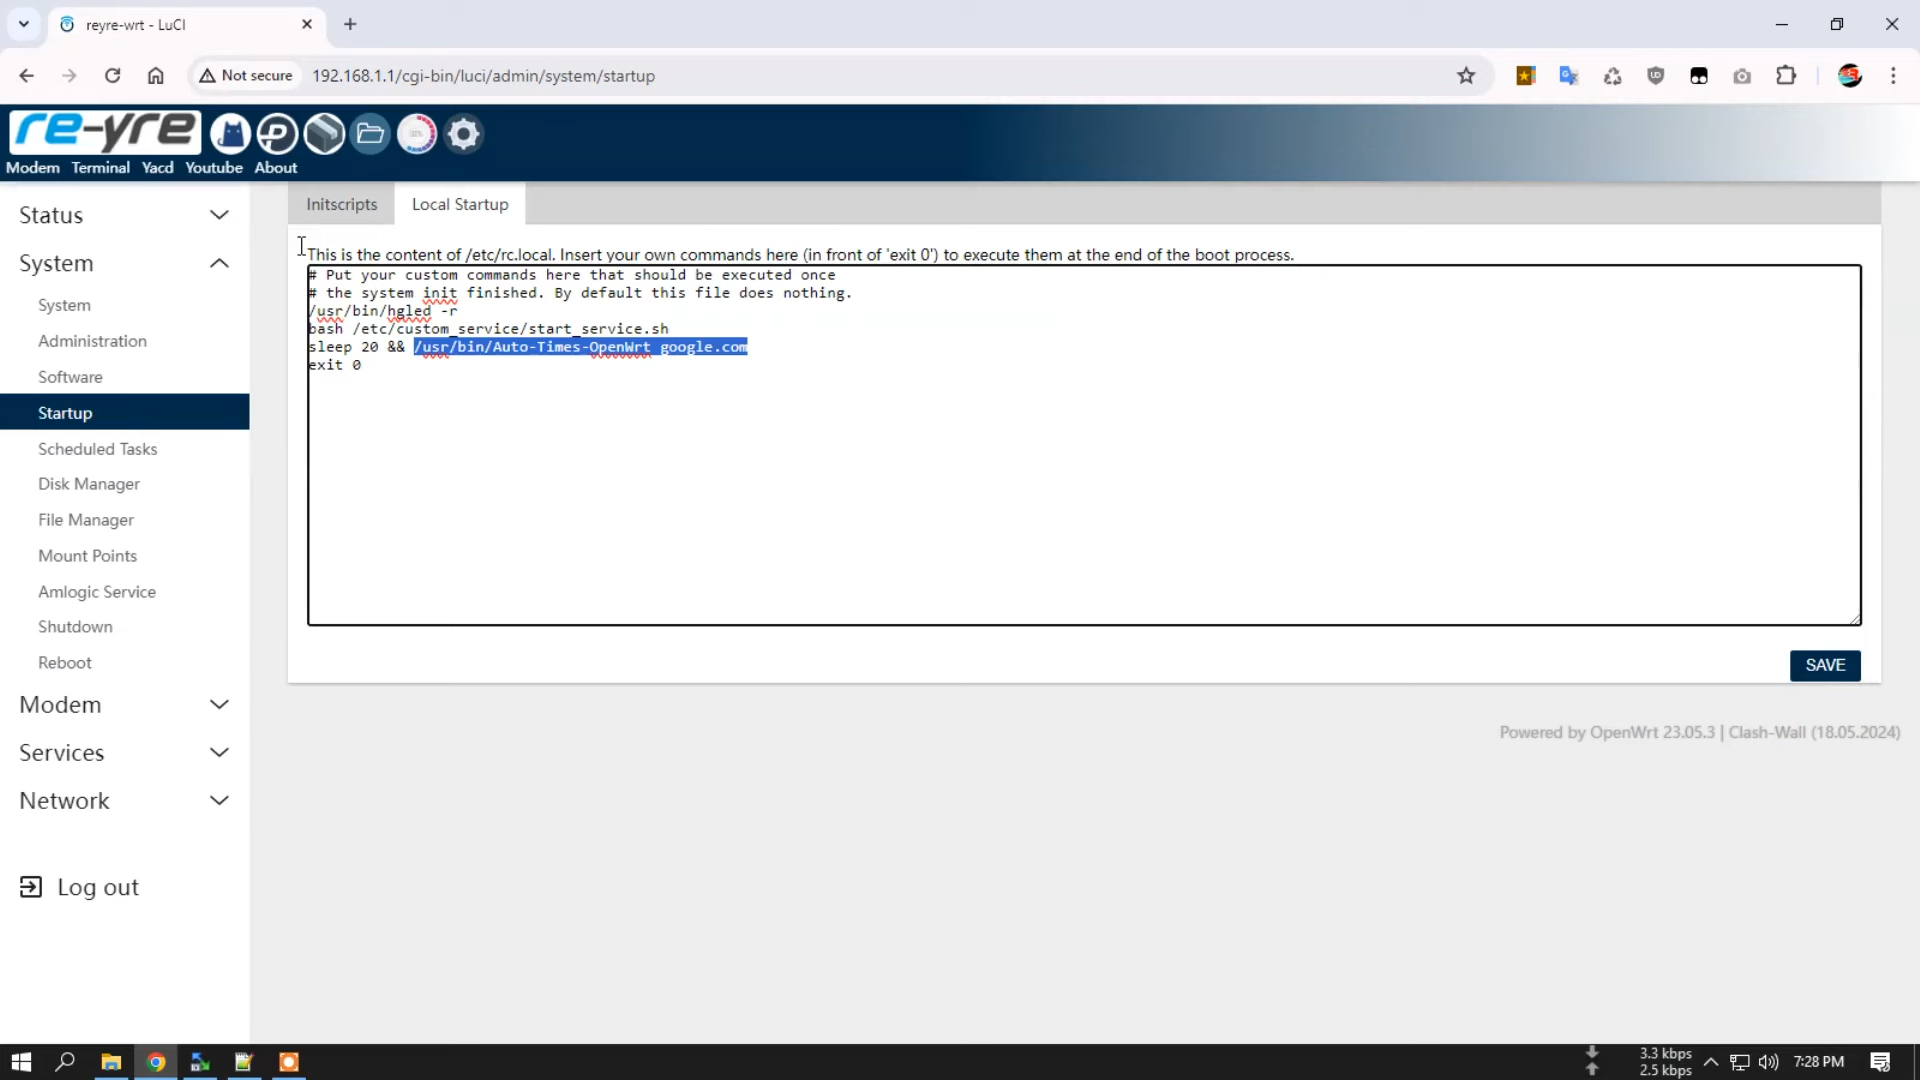 reyre-wrt - LuCI
Not secure
192.168.1.1/cgi-bin/luci/admin/system/startup
re-yre
Modem Terminal Yacd Youtube About
Status
System
System
Administration
Software
Startup
Scheduled Tasks
Disk Manager
File Manager
Mount Points
Amlogic Service
Shutdown
Reboot
Modem
Services
Network
Log out
Initscripts
Local Startup
This is the content of /etc/rc.local. Insert your own commands here (in front of 'exit 0') to execute them at the end of the boot process.
# Put your custom commands here that should be executed once
# the system init finished. By default this file does nothing.
/usr/bin/hgled -r
bash /etc/custom_service/start_service.sh
sleep 20 && /usr/bin/Auto-Times-OpenWrt google.com
exit 0
SAVE
Powered by OpenWrt 23.05.3 | Clash-Wall (18.05.2024)
3.3 kbps
2.5 kbps
7:28 PM